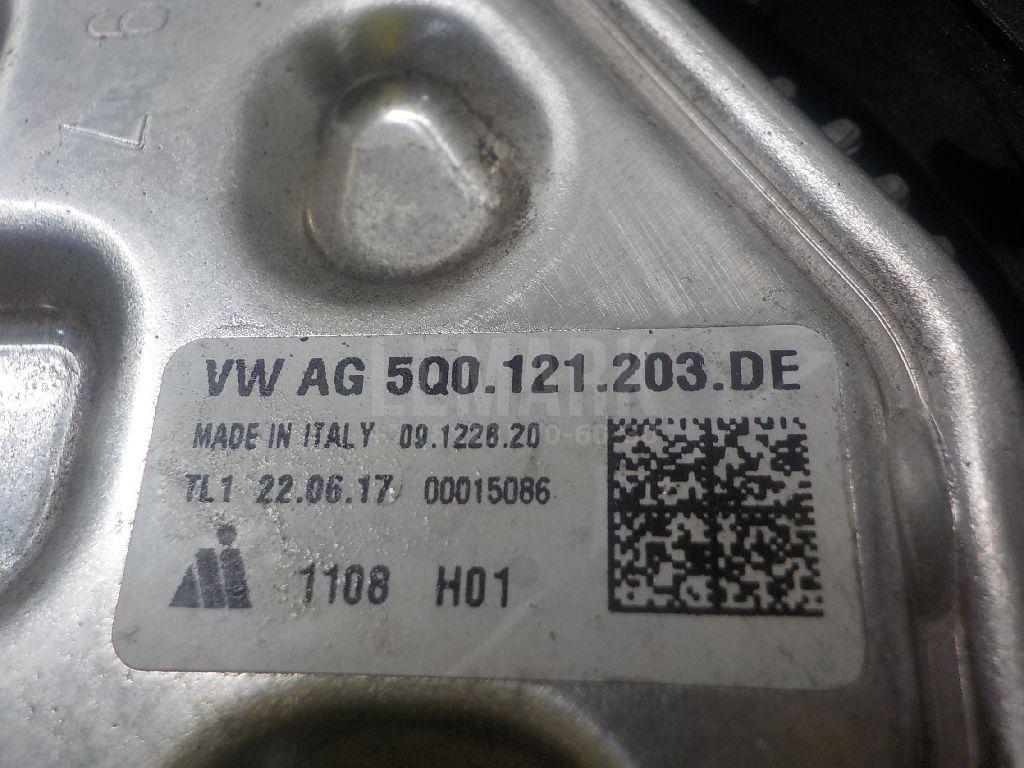 VW AG 5Q0.121.203.DE
MADE IN ITALY 09.1228.20
TL1 22.06.17 00015086
1108 H01
LEMARK